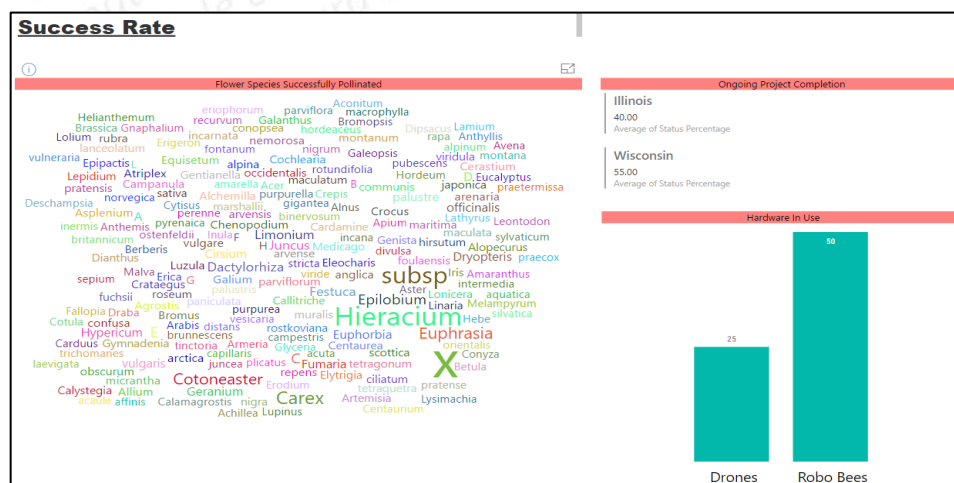 Success Rate
Flower Species Successfully Pollinated
Aconitum
eriophorum parviflora macrophylla
Helianthemum recurvum Galanthus Bromopsis
Brassica Gnaphalium conopsea hordeaceus Dipsacus Lamium
Lolium rubra incarnata nemorosa montanum rapa Anthyllis
lanceolatum Erigeron fontanum nigrum Galeopsis alpinum Avena
vulneraria Epipactis L Equisetum alpina Cochlearia pubescens viridula montana
Lepidium Atriplex Gentianella occidentalis rotundifolia Hordeum Cerastium
pratensis Campanula amarella Acer maculatum B communis japonica D Eucalyptus praetermissa
norvegica sativa Alchemilla purpurella Crepis palustre arenaria
Deschampsia Cytisus marshallii gigantea Alnus Crocus officinalis
Asplenium A perenne arvensis binervosum Lathyrus Leontodon
inermis Anthemis pyrenaica Chenopodium Cardamine Apium maritima sylvaticum
britannicum ostenfeldii Inula F Limonium incana Genista hirsutum maculata
Berberis vulgare H Juncus Medicago divulsa Alopecurus
Dianthus Cirsium arvense foulaensis Dryopteris praecox
Malva Luzula Dactylorhiza stricta Eleocharis
sepium Erica G Galium viride anglica subsp Iris Amaranthus
Crataegus parviflorum Aster intermedia
fuchsii roseum palustris Festuca Lonicera aquatica
Agrostis paniculata Callitriche Epilobium Linaria Melampyrum
Fallopia Draba Bromus purpurea muralis Hieracium Hebe silvatica
Cotula confusa Arabis distans vesicaria
Hypericum E brunnescens rostkoviana Euphorbia Euphrasia
Carduus Gymnadenia tinctoria Armeria campestris Centaurea orientalis
trichomanes capillaris Glyceria acuta scottica X Conyza
laevigata vulgaris arctica juncea plicatus C Fumaria tetragonum Betula
obscurum repens Elytrigia
micrantha Cotoneaster ciliatum pratense
Calystegia Allium Geranium Erodium tetraquetra
acaule affinis Calamagrostis nigra Carex Artemisia Lysimachia
Achillea Lupinus Centaurium
Ongoing Project Completion
Illinois
40.00
Average of Status Percentage
Wisconsin
55.00
Average of Status Percentage
Hardware In Use
50
25
Drones Robo Bees